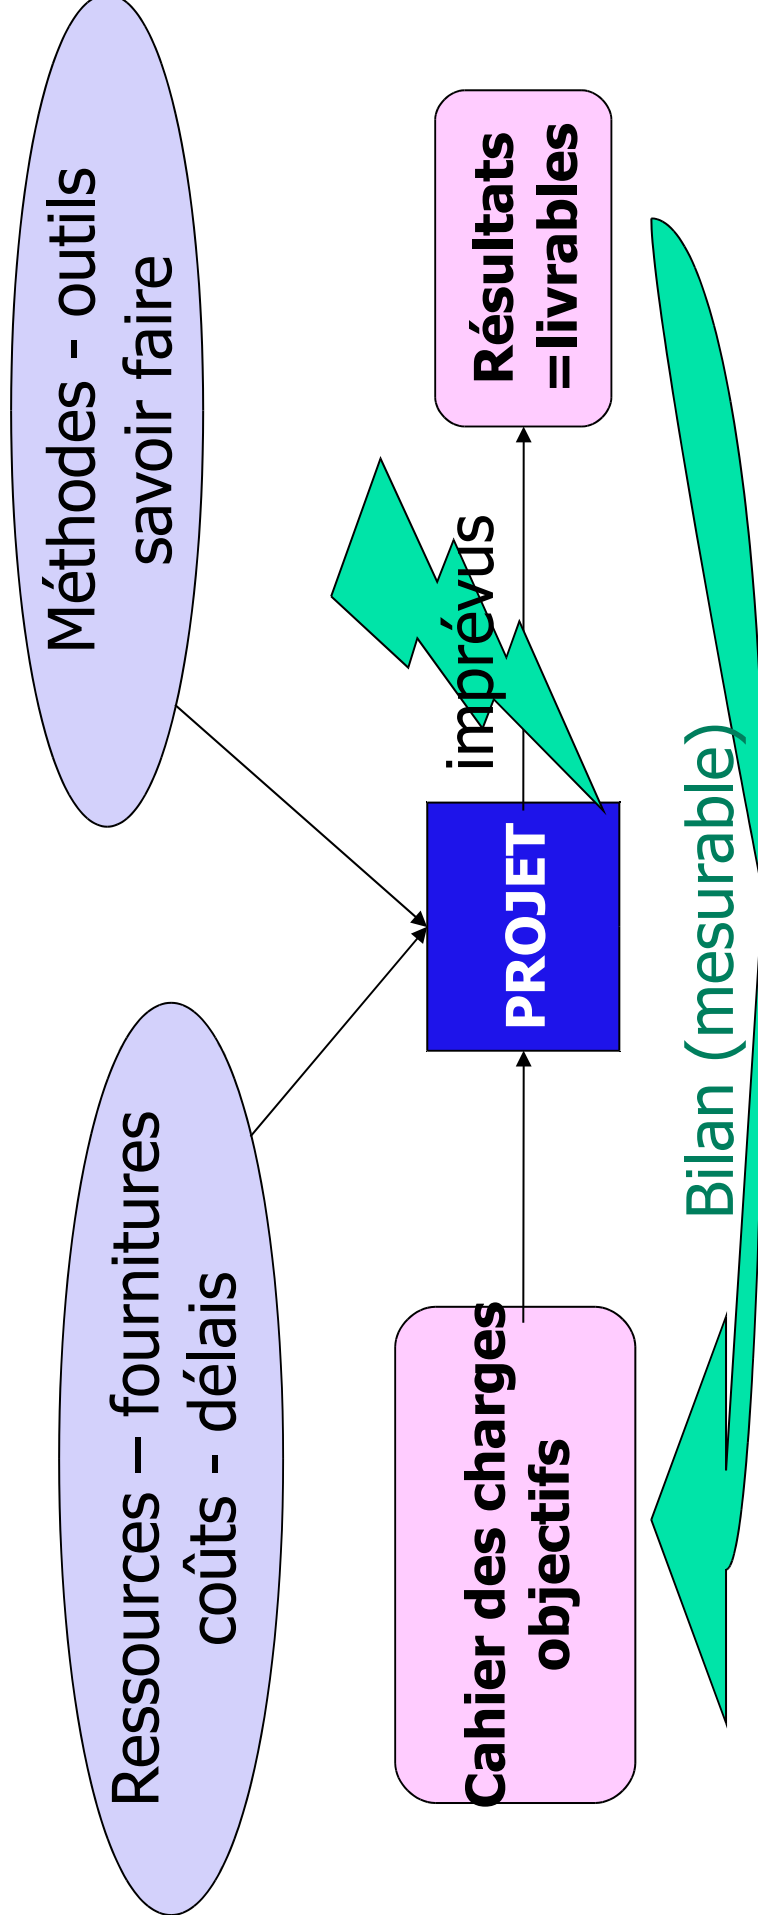 Ressources – fournitures
coûts - délais
Méthodes - outils
savoir faire
Cahier des charges
objectifs
PROJET
imprévus
Résultats
=livrables
Bilan (mesurable)